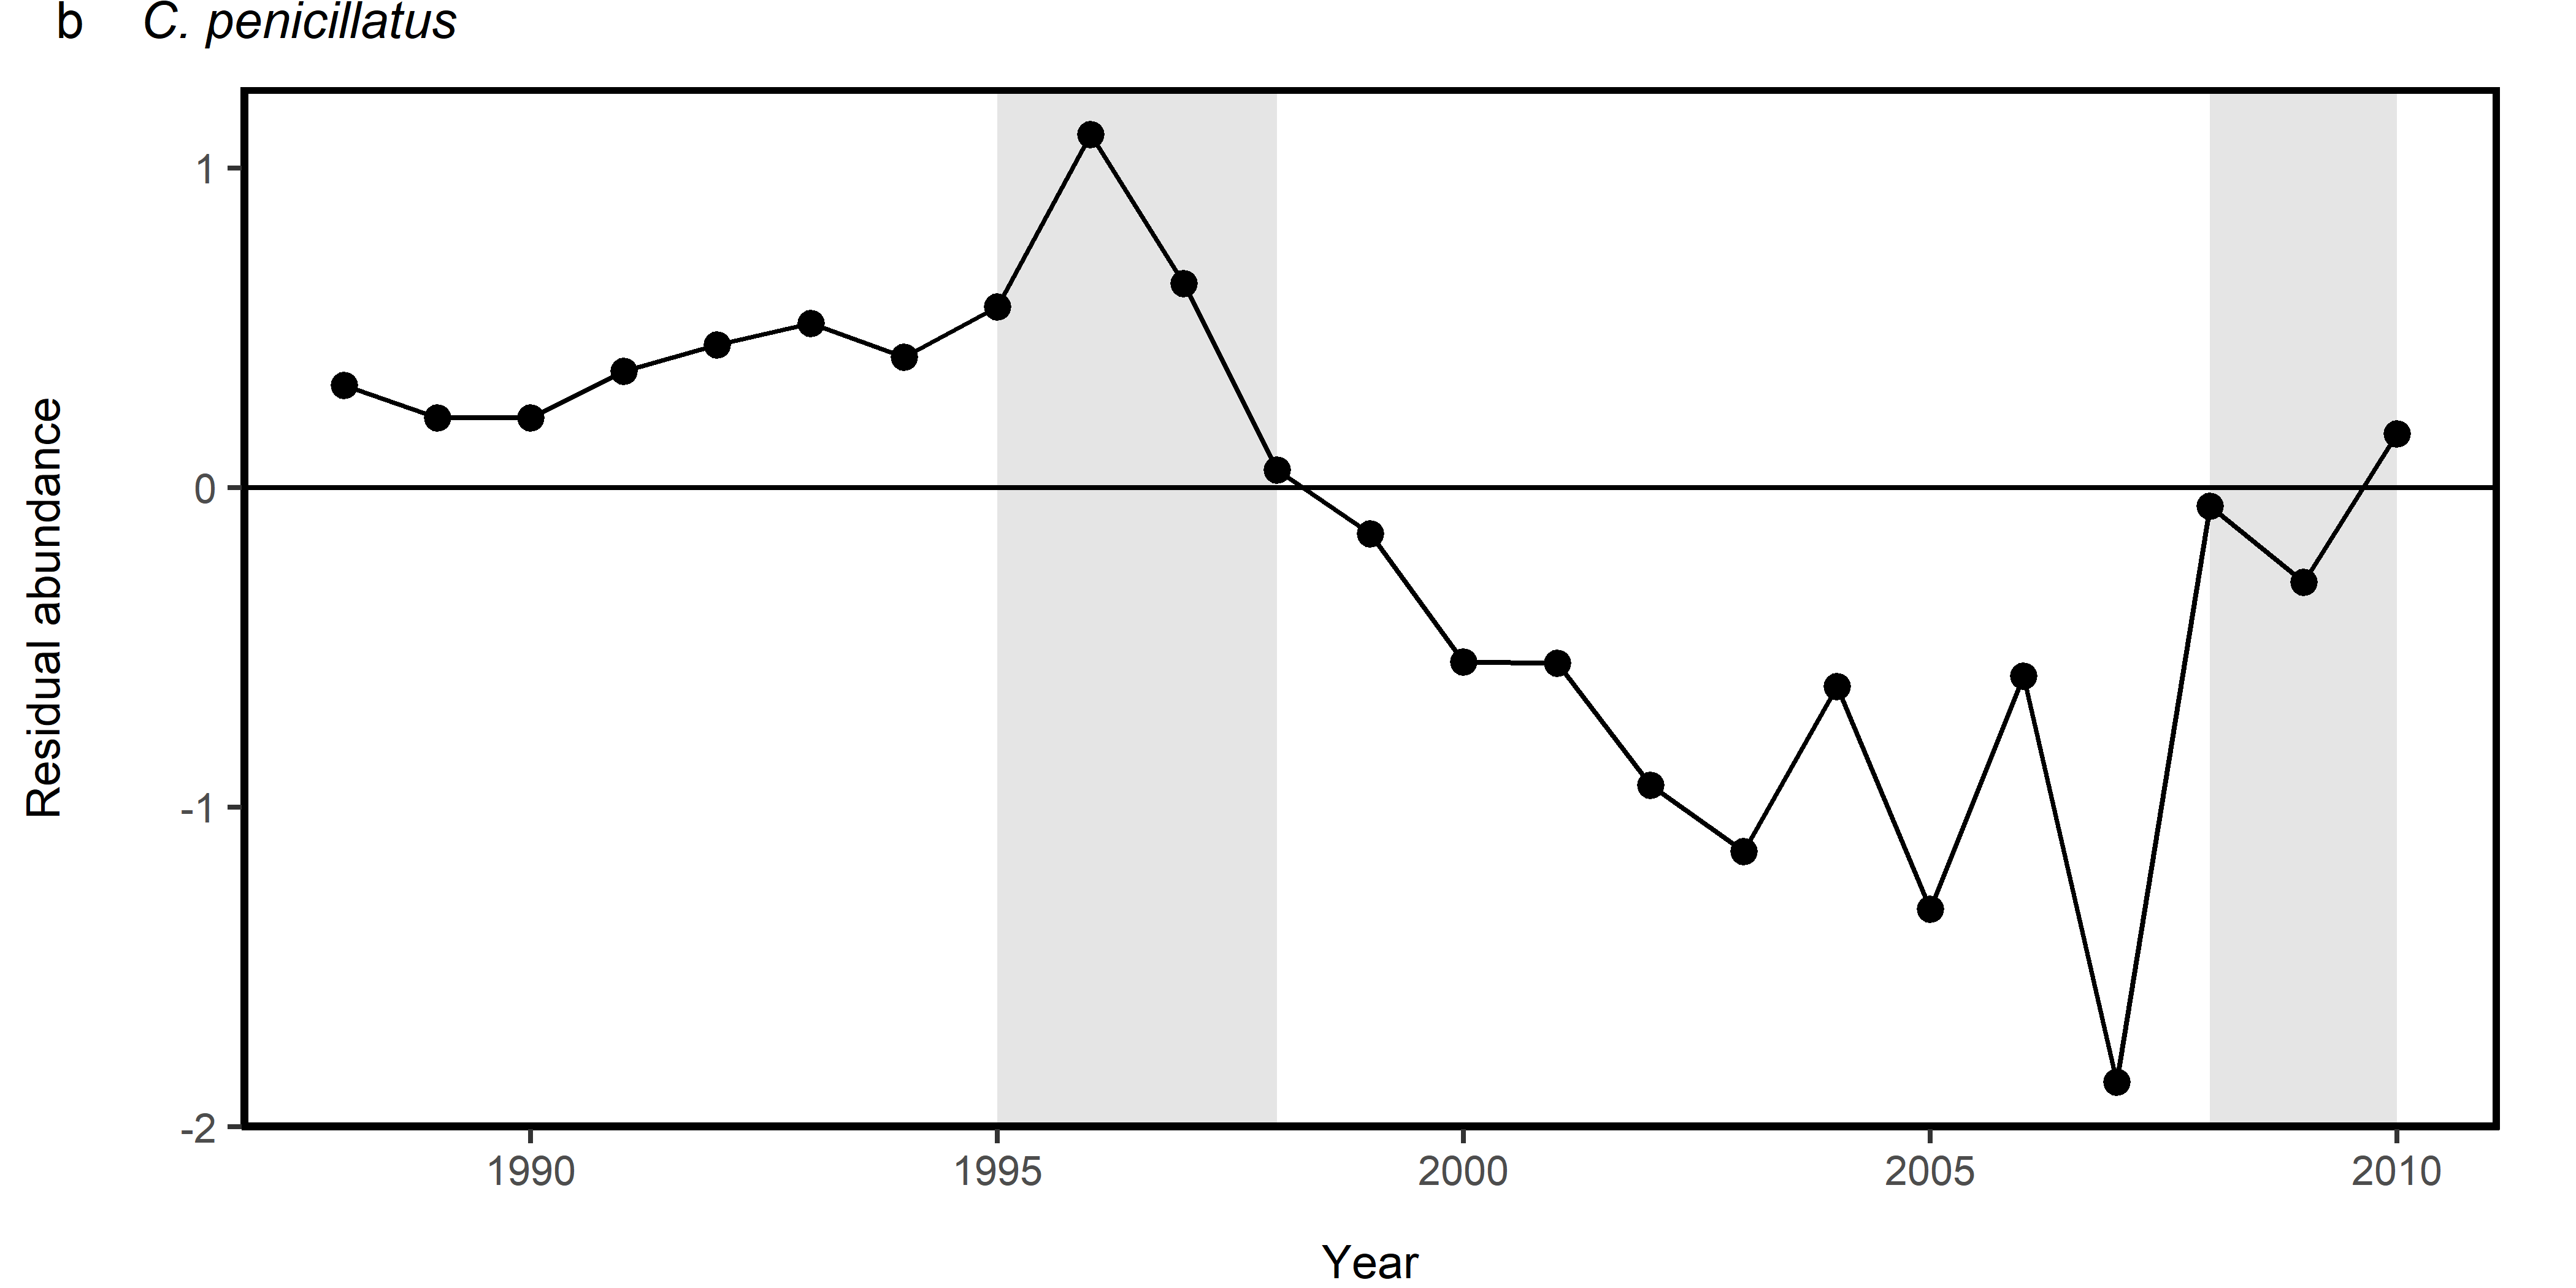 b C. penicillatus
1
0
-1
-2
Residual abundance
1990 1995 2000 2005 2010
Year